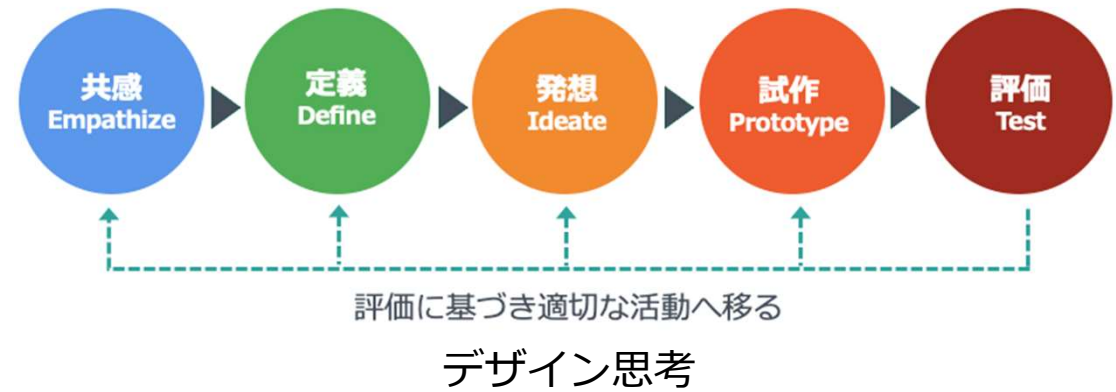 共感
Empathize
定義
Define
発想
Ideate
試作
Prototype
評価
Test
評価に基づき適切な活動へ移る
デザイン思考